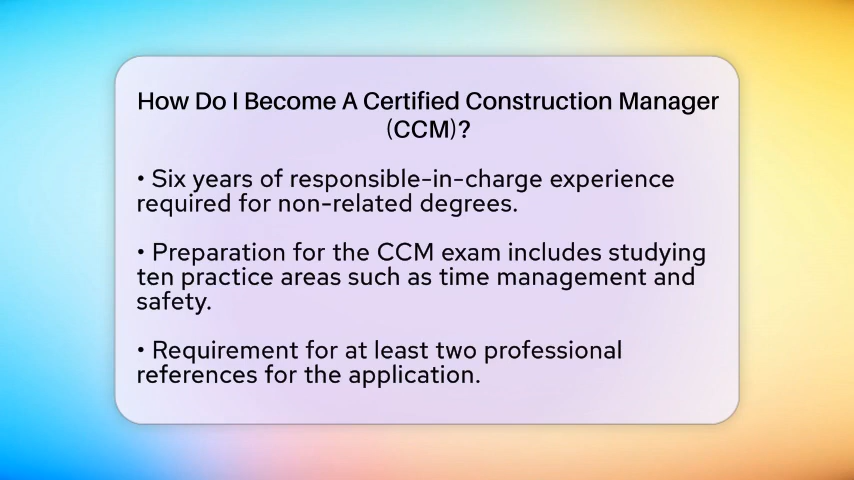 How Do I Become A Certified Construction Manager
(CCM)?
• Six years of responsible-in-charge experience
required for non-related degrees.
• Preparation for the CCM exam includes studying
ten practice areas such as time management and
safety.
• Requirement for at least two professional
references for the application.